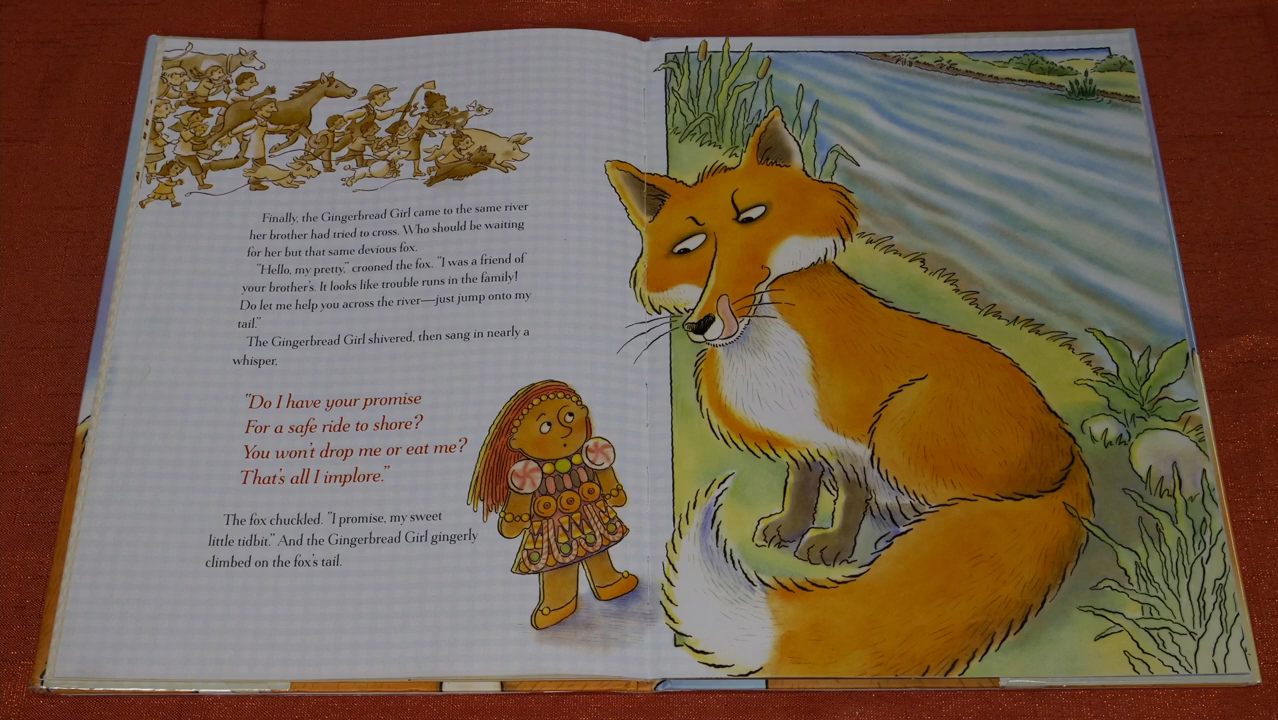 Finally, the Gingerbread Girl came to the same river
her brother had tried to cross. Who should be waiting
for her but that same devious fox.
"Hello, my pretty," crooned the fox. "I was a friend of
your brother's. It looks like trouble runs in the family!
Do let me help you across the river—just jump onto my
tail."
The Gingerbread Girl shivered, then sang in nearly a
whisper,
"Do I have your promise
For a safe ride to shore?
You won't drop me or eat me?
That's all I implore."
The fox chuckled. "I promise, my sweet
little tidbit." And the Gingerbread Girl gingerly
climbed on the fox's tail.